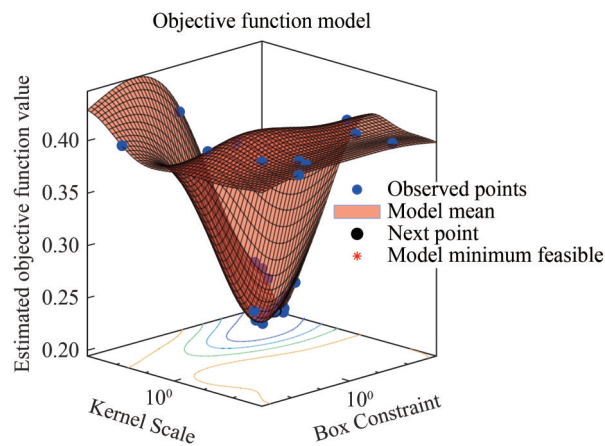 Objective function model
Estimated objective function value
0.40
0.35
0.30
0.25
0.20
Observed points
Model mean
Next point
Model minimum feasible
10⁰
10⁰
Kernel Scale
Box Constraint